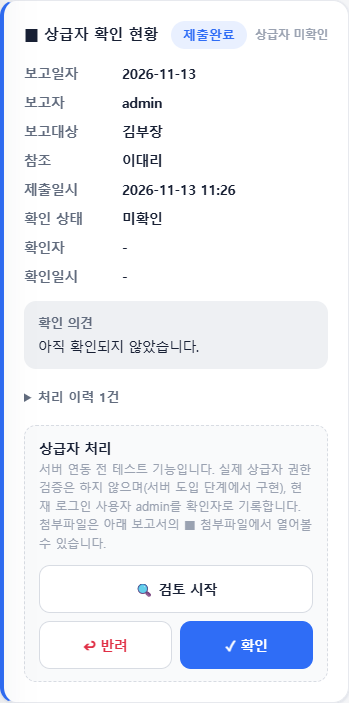 ■ 상급자 확인 현황 제출완료 상급자 미확인
보고일자 2026-11-13
보고자 admin
보고대상 김부장
참조 이대리
제출일시 2026-11-13 11:26
확인 상태 미확인
확인자 -
확인일시 -
확인 의견
아직 확인되지 않았습니다.
▶ 처리 이력 1건
상급자 처리
서버 연동 전 테스트 기능입니다. 실제 상급자 권한
검증은 하지 않으며(서버 도입 단계에서 구현), 현
재 로그인 사용자 admin를 확인자로 기록합니다.
첨부파일은 아래 보고서의 ■ 첨부파일에서 열어볼
수 있습니다.
🔍 검토 시작
↩ 반려 ✓ 확인